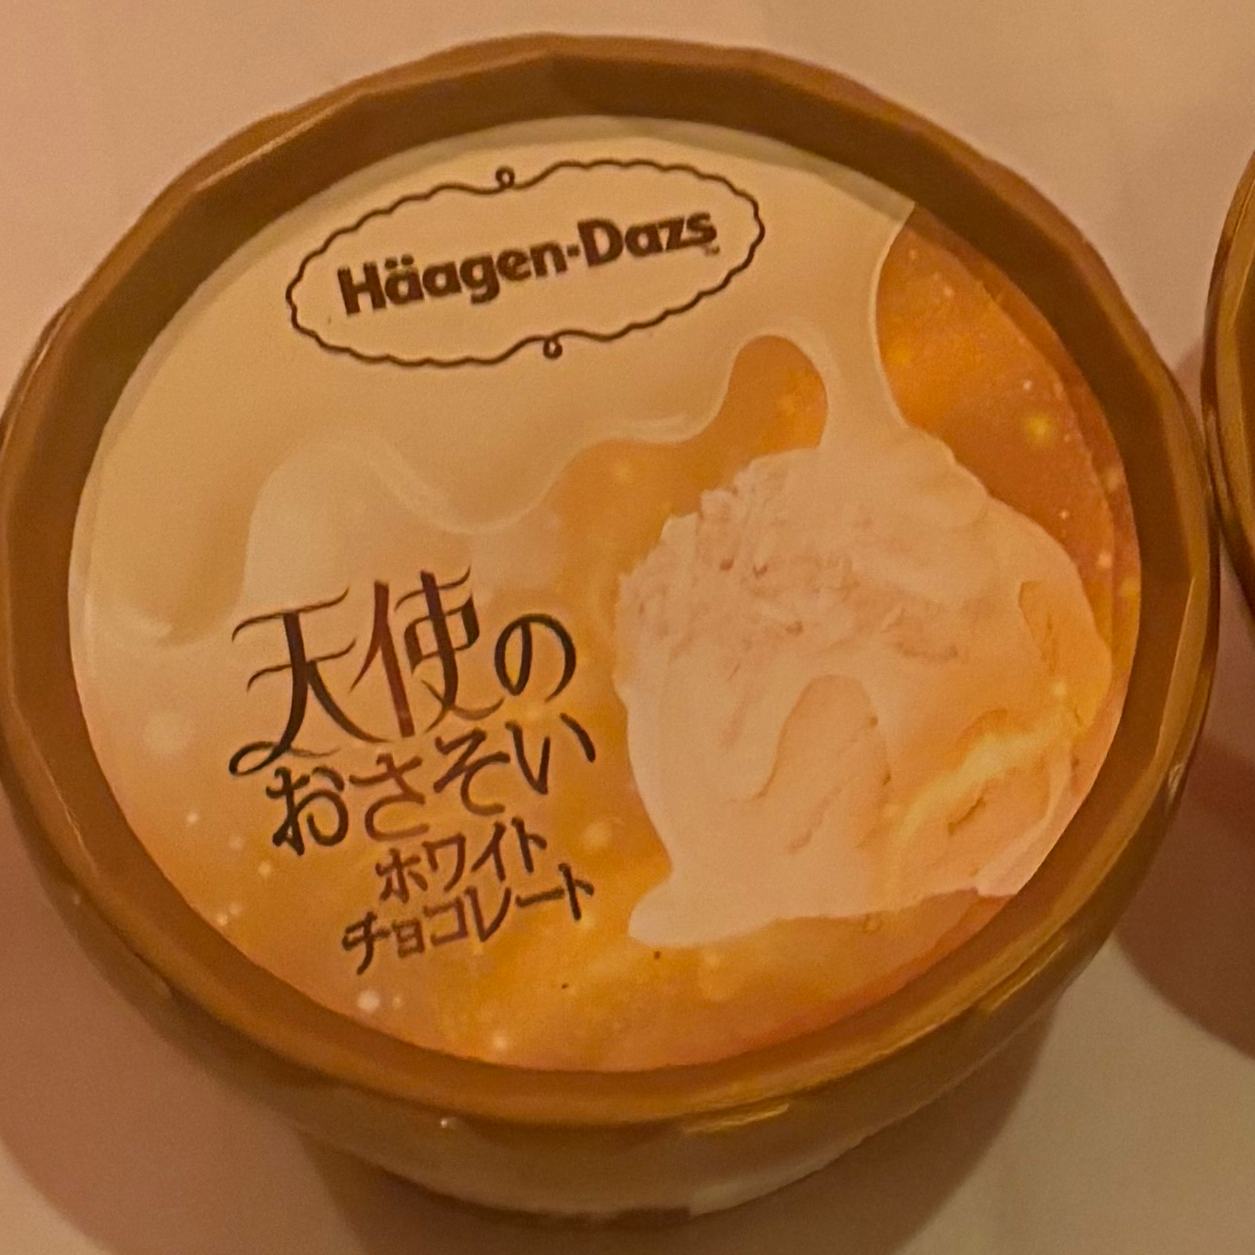 Häagen-Dazs
天使の
おさそい
ホワイト
チョコレート